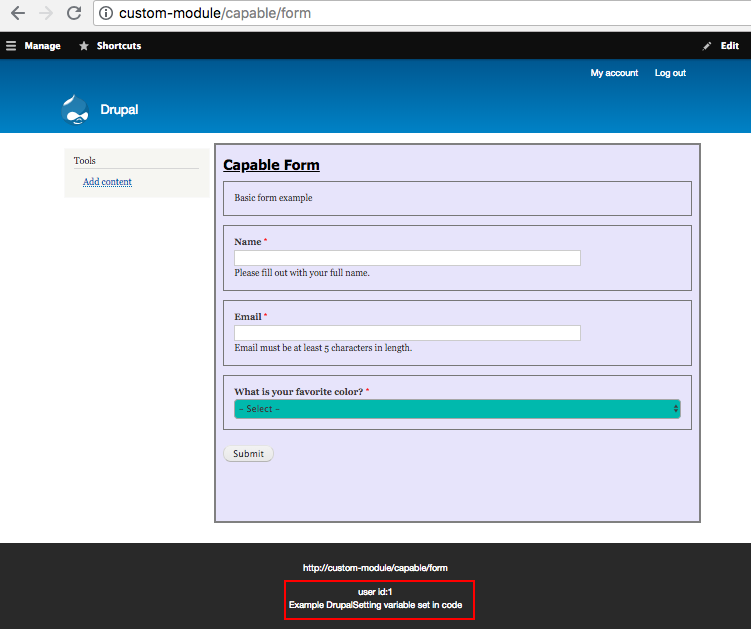 custom-module/capable/form
Manage
Shortcuts
Edit
My account
Log out
Drupal
Tools
Add content
Capable Form
Basic form example
Name *
Please fill out with your full name.
Email *
Email must be at least 5 characters in length.
What is your favorite color? *
- Select -
Submit
http://custom-module/capable/form
user id:1
Example DrupalSetting variable set in code